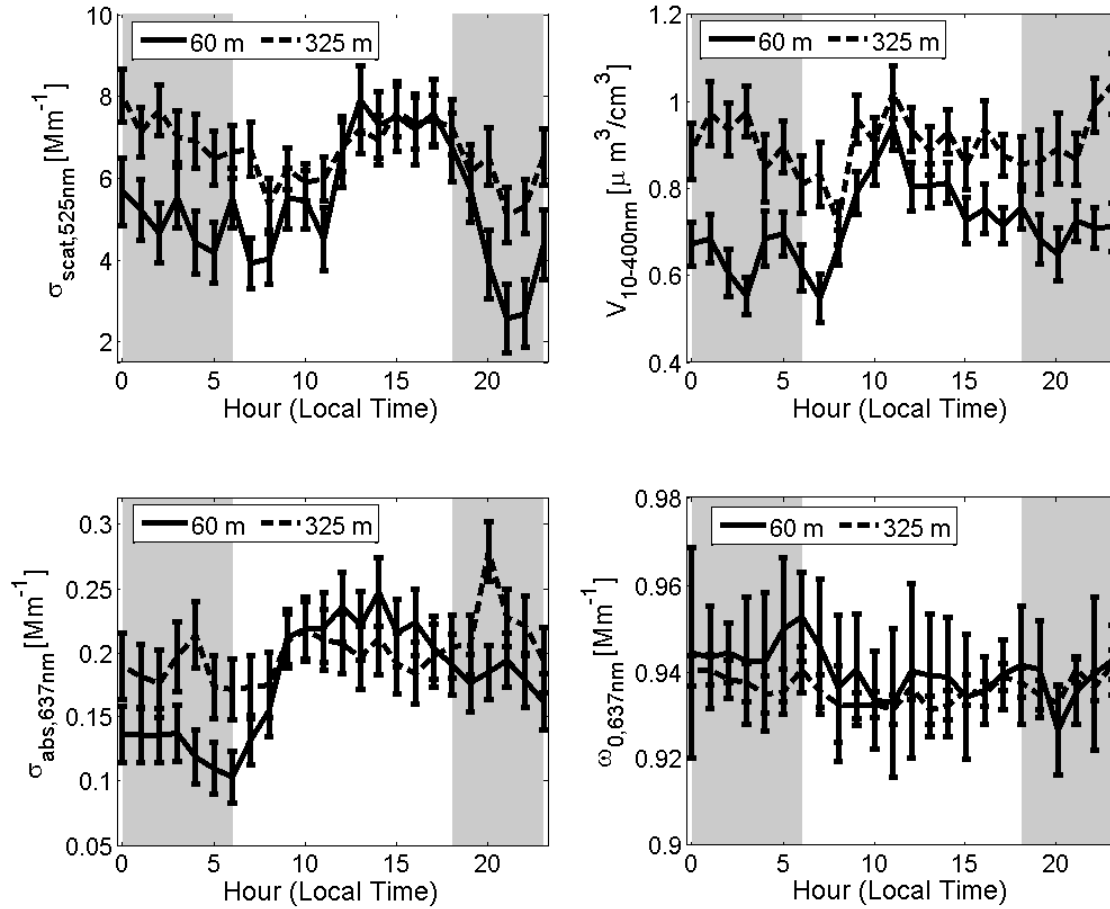 60 m 325 m
10
8
6
4
2
σscat,525nm [Mm-1]
0 5 10 15 20
Hour (Local Time)
60 m 325 m
1.2
1
0.8
0.6
0.4
V10-400nm [μ m3/cm3]
0 5 10 15 20
Hour (Local Time)
60 m 325 m
0.3
0.25
0.2
0.15
0.1
0.05
σabs,637nm [Mm-1]
0 5 10 15 20
Hour (Local Time)
60 m 325 m
0.98
0.96
0.94
0.92
0.9
ω0,637nm [Mm-1]
0 5 10 15 20
Hour (Local Time)